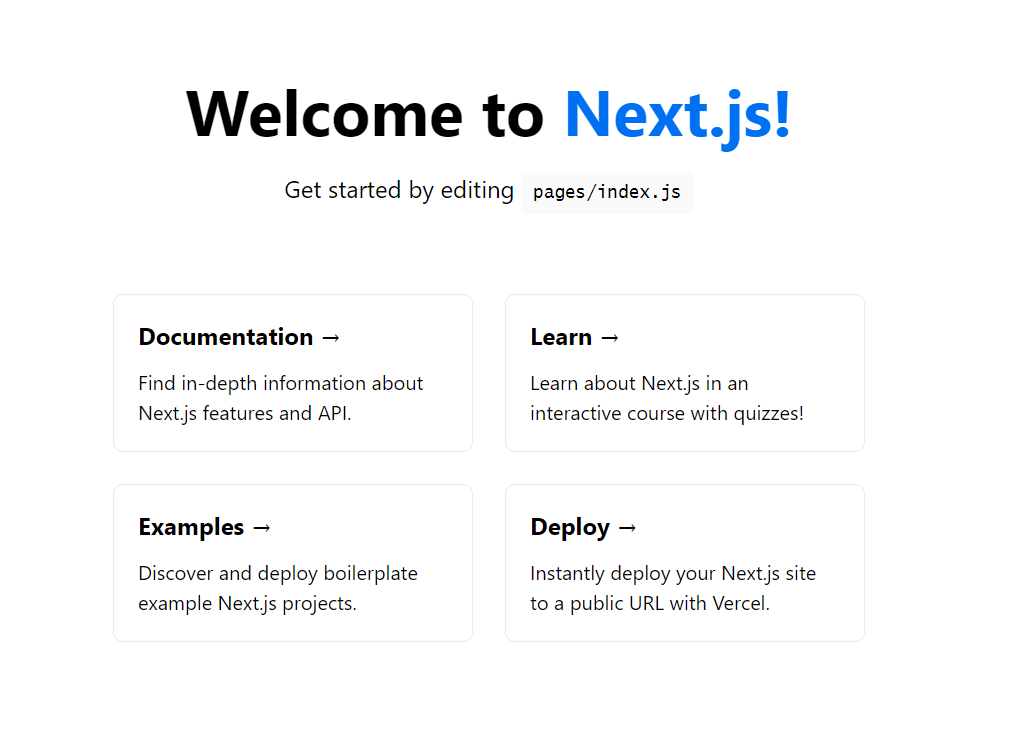 Welcome to Next.js!
Get started by editing pages/index.js
Documentation →
Find in-depth information about
Next.js features and API.
Learn →
Learn about Next.js in an
interactive course with quizzes!
Examples →
Discover and deploy boilerplate
example Next.js projects.
Deploy →
Instantly deploy your Next.js site
to a public URL with Vercel.